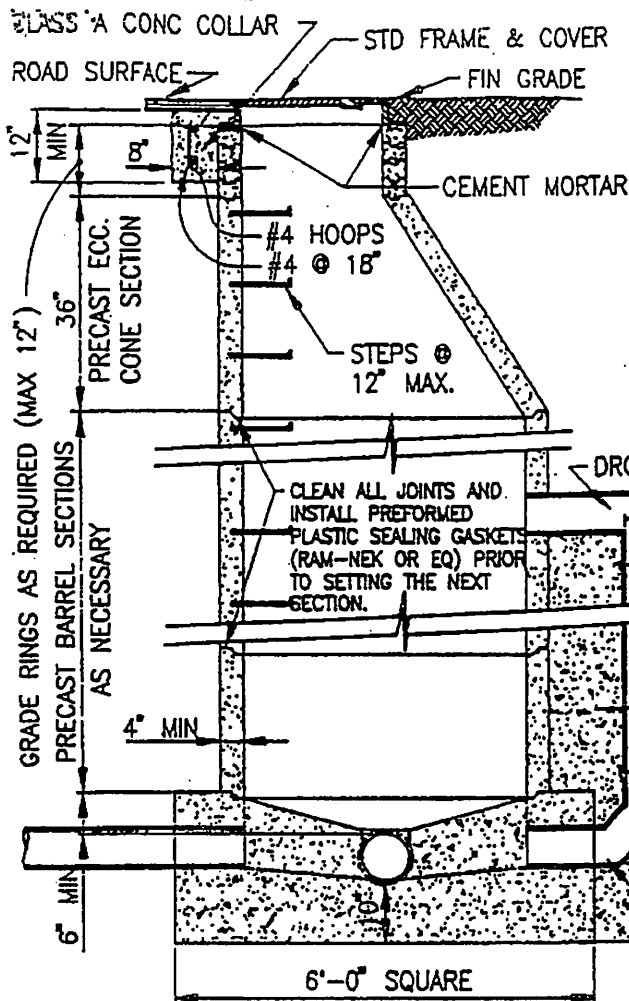 CLASS A CONC COLLAR
STD FRAME & COVER
ROAD SURFACE
FIN GRADE
12" MIN
8"
CEMENT MORTAR
#4 HOOPS
#4 @ 18"
36"
PRECAST ECC.
CONE SECTION
STEPS @
12" MAX.
GRADE RINGS AS REQUIRED (MAX 12")
PRECAST BARREL SECTIONS
AS NECESSARY
CLEAN ALL JOINTS AND
INSTALL PREFORMED
PLASTIC SEALING GASKETS
(RAM-NEK OR EQ) PRIOR
TO SETTING THE NEXT
SECTION.
DRO
4" MIN
6" MIN
10"
6'-0" SQUARE